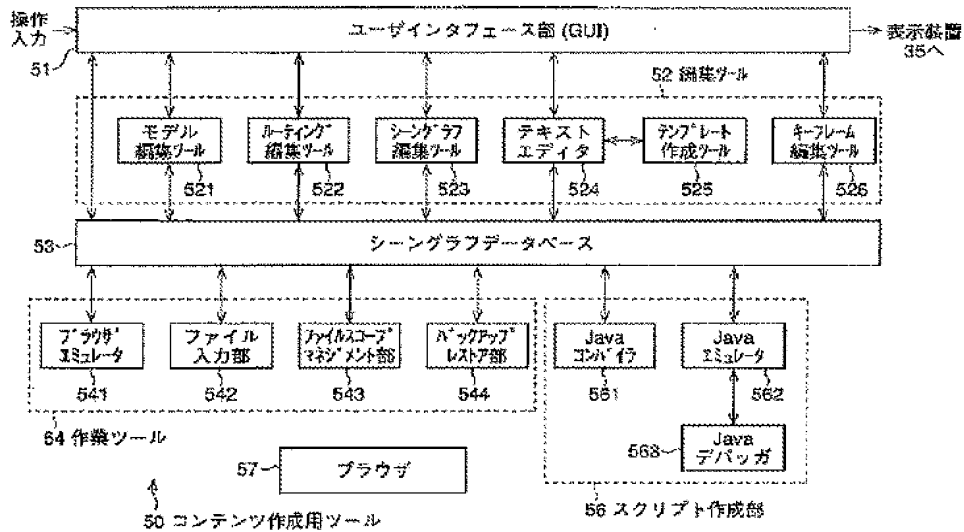 操作
入力
ユーザインタフェース部 (GUI)
表示装置
35へ
51
52 編集ツール
モデル
編集ツール
ルーティング
編集ツール
シーングラフ
編集ツール
テキスト
エディタ
テンプレート
作成ツール
キーフレーム
編集ツール
521
522
523
524
525
526
53
シーングラフデータベース
ブラウザ
エミュレータ
ファイル
入力部
ファイルスコープ
マネジメント部
バックアップ
レストア部
Java
コンパイラ
Java
エミュレータ
541
542
543
544
561
562
54 作業ツール
563
Java
デバッガ
57
ブラウザ
50 コンテンツ作成用ツール
56 スクリプト作成部